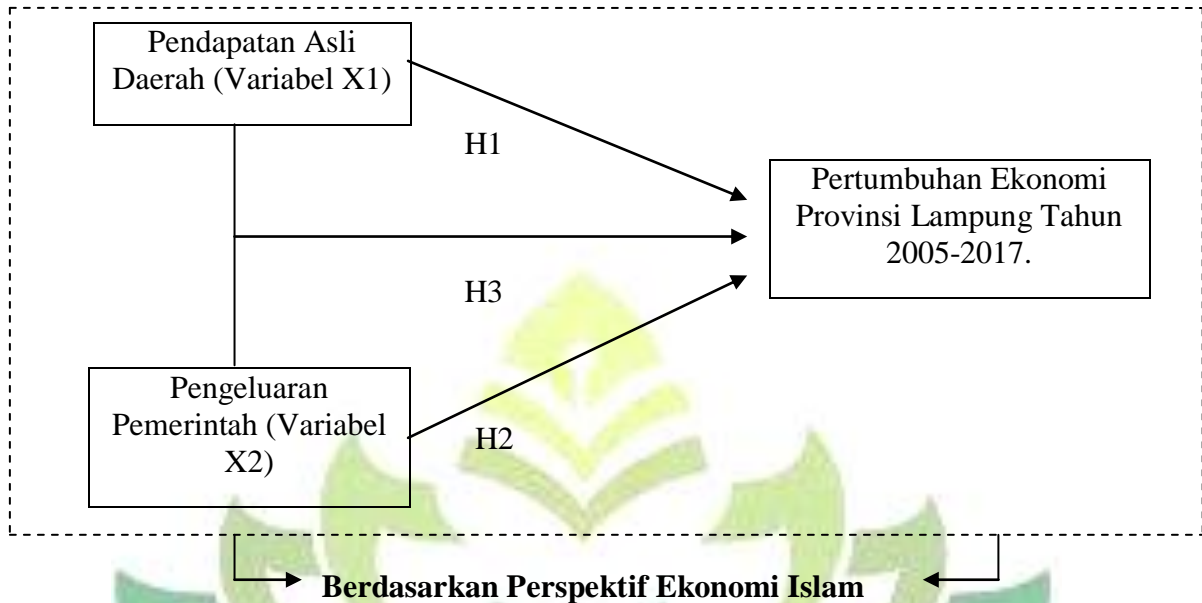 Pendapatan Asli
Daerah (Variabel X1)
H1
Pertumbuhan Ekonomi
Provinsi Lampung Tahun
2005-2017.
H3
Pengeluaran
Pemerintah (Variabel
X2)
H2
Berdasarkan Perspektif Ekonomi Islam